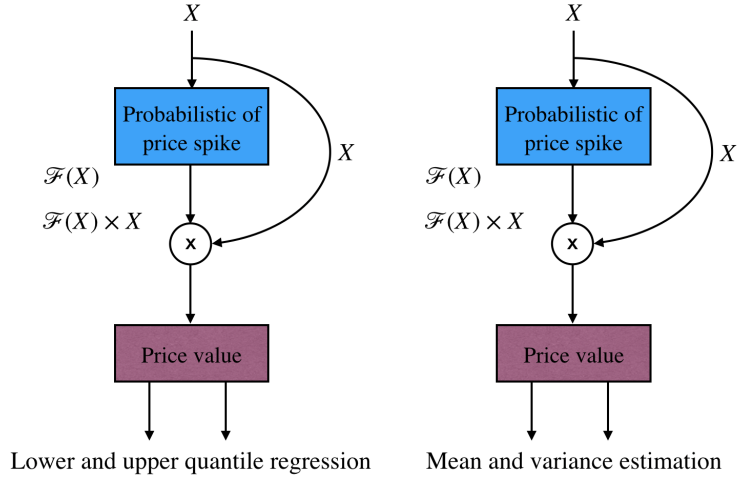 X
Probabilistic of
price spike
X
ℱ(X)
ℱ(X) × X
x
Price value
Lower and upper quantile regression
X
Probabilistic of
price spike
X
ℱ(X)
ℱ(X) × X
x
Price value
Mean and variance estimation